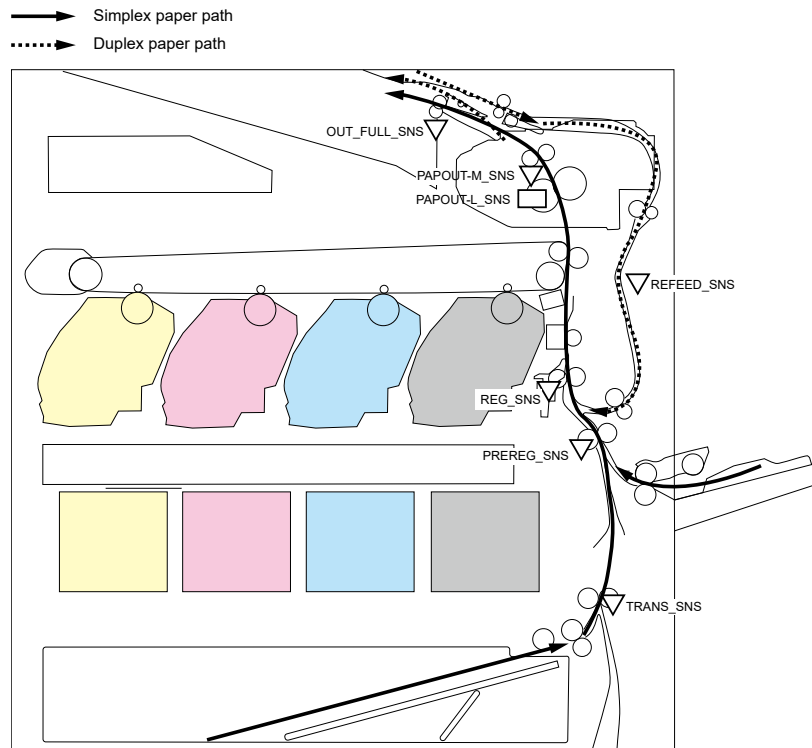 Simplex paper path
Duplex paper path
OUT_FULL_SNS
PAPOUT-M_SNS
PAPOUT-L_SNS
REFEED_SNS
REG_SNS
PREREG_SNS
TRANS_SNS